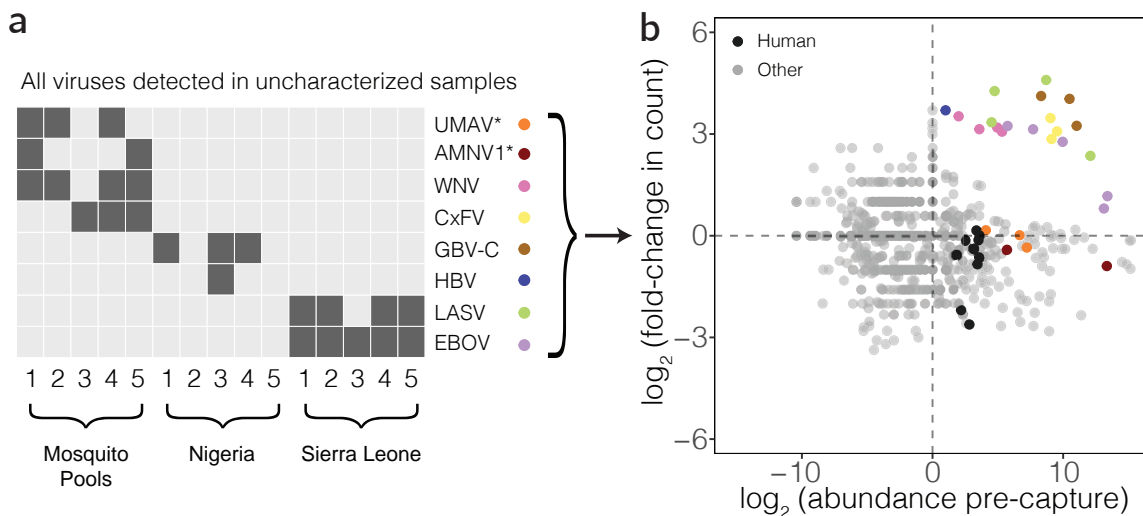 a
All viruses detected in uncharacterized samples
UMAV*
AMNV1*
WNV
CxFV
GBV-C
HBV
LASV
EBOV
1 2 3 4 5 1 2 3 4 5 1 2 3 4 5
Mosquito
Pools
Nigeria
Sierra Leone
b
Human
Other
6
3
0
−3
−6
log2 (fold-change in count)
−10 0 10
log2 (abundance pre-capture)